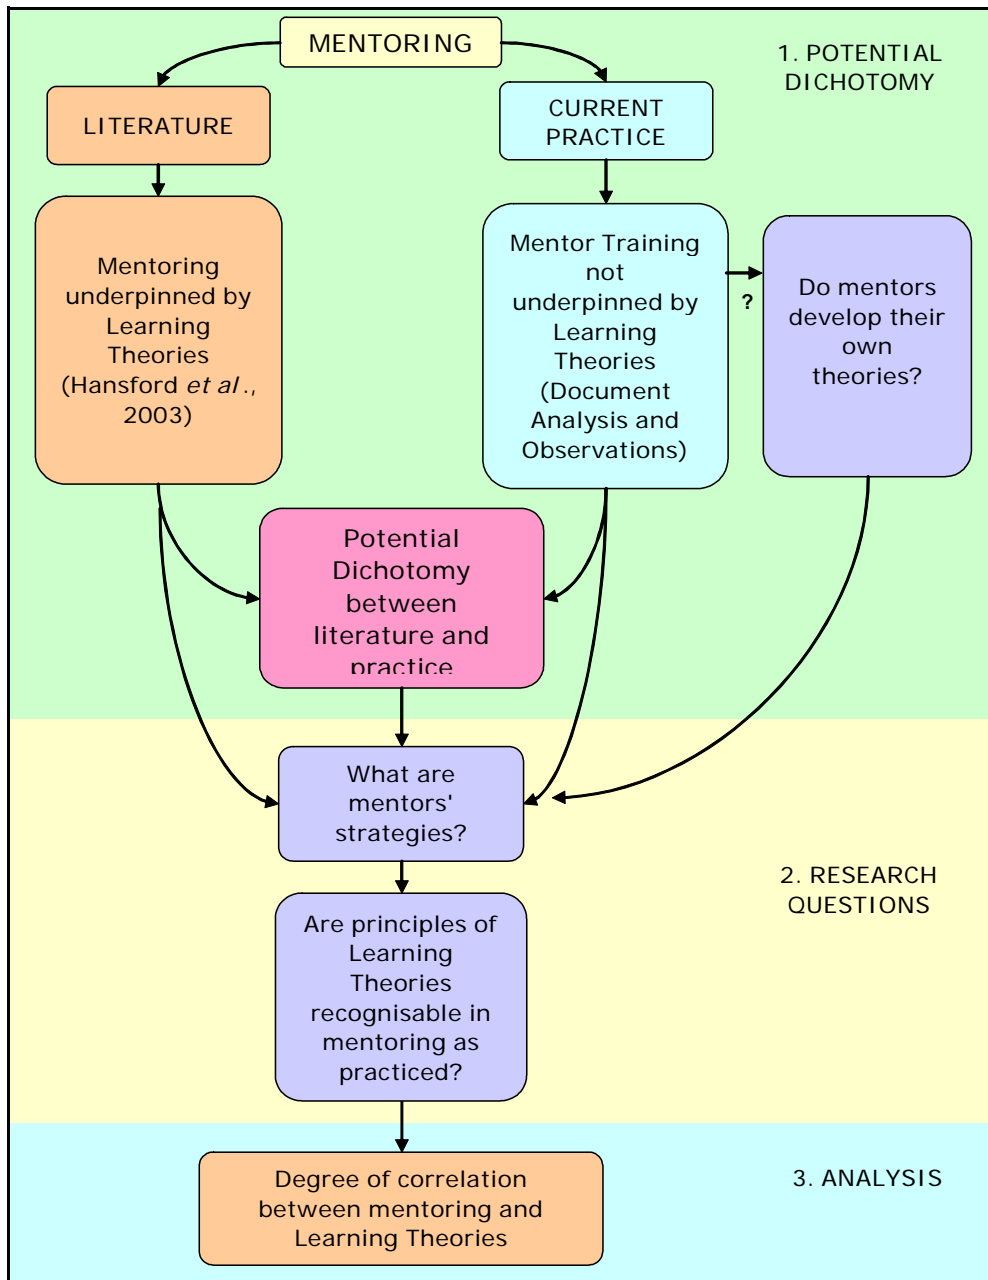 MENTORING
1. POTENTIAL
DICHOTOMY
LITERATURE
CURRENT
PRACTICE
Mentoring
underpinned by
Learning
Theories
(Hansford et al.,
2003)
Mentor Training
not
underpinned by
Learning
Theories
(Document
Analysis and
Observations)
?
Do mentors
develop their
own
theories?
Potential
Dichotomy
between
literature and
practice
What are
mentors'
strategies?
2. RESEARCH
QUESTIONS
Are principles of
Learning
Theories
recognisable in
mentoring as
practiced?
3. ANALYSIS
Degree of correlation
between mentoring and
Learning Theories